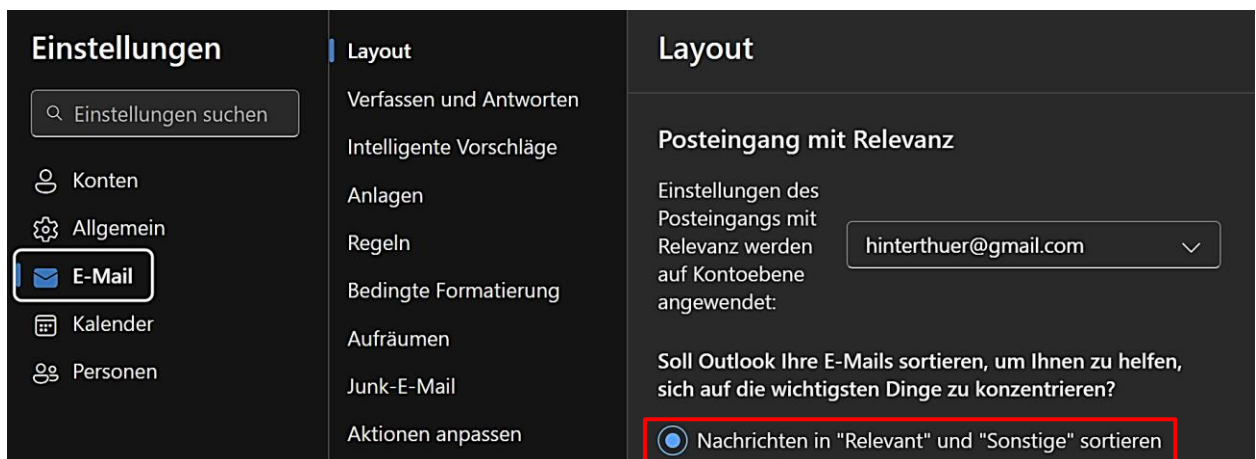 Einstellungen
Einstellungen suchen
Konten
Allgemein
E-Mail
Kalender
Personen
Layout
Verfassen und Antworten
Intelligente Vorschläge
Anlagen
Regeln
Bedingte Formatierung
Aufräumen
Junk-E-Mail
Aktionen anpassen
Layout
Posteingang mit Relevanz
Einstellungen des
Posteingangs mit
Relevanz werden
auf Kontoebene
angewendet:
hinterthuer@gmail.com
Soll Outlook Ihre E-Mails sortieren, um Ihnen zu helfen,
sich auf die wichtigsten Dinge zu konzentrieren?
Nachrichten in "Relevant" und "Sonstige" sortieren